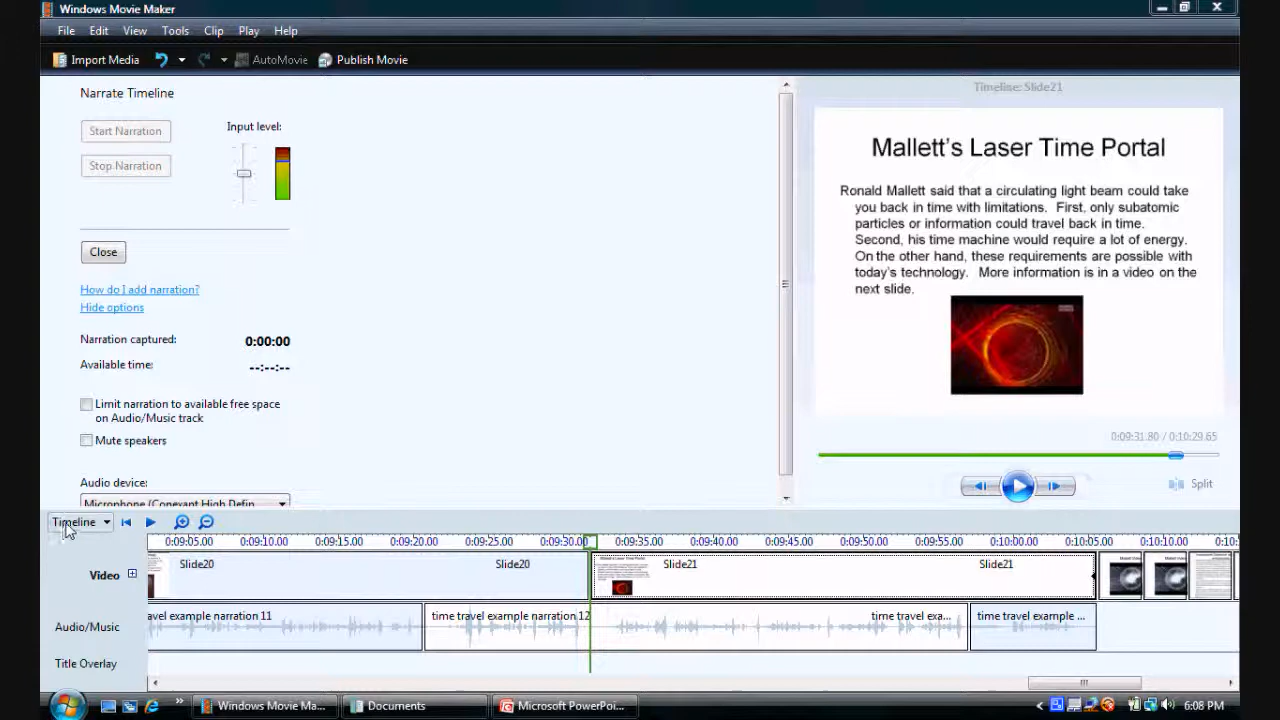 Windows Movie Maker
File Edit View Tools Clip Play Help
Import Media AutoMovie Publish Movie
Narrate Timeline
Start Narration
Stop Narration
Input level:
Close
How do I add narration?
Hide options
Narration captured: 0:00:00
Available time: --:--:--
Limit narration to available free space
on Audio/Music track
Mute speakers
Audio device:
Microphone (Conexant High Defin
Timeline: Slide21
Mallett's Laser Time Portal
Ronald Mallett said that a circulating light beam could take
you back in time with limitations. First, only subatomic
particles or information could travel back in time.
Second, his time machine would require a lot of energy.
On the other hand, these requirements are possible with
today's technology. More information is in a video on the
next slide.
0:09:31.80 / 0:10:29.65
Split
Timeline
0:09:05.00 0:09:10.00 0:09:15.00 0:09:20.00 0:09:25.00 0:09:30.00 0:09:35.00 0:09:40.00 0:09:45.00 0:09:50.00 0:09:55.00 0:10:00.00 0:10:05.00 0:10:10.00 0:10:
Video
Slide20 Slide20 Slide21 Slide21
Audio/Music
avel example narration 11 time travel example narration 12 time travel exa... time travel example ...
Title Overlay
Windows Movie Ma... Documents Microsoft PowerPoi... 6:08 PM